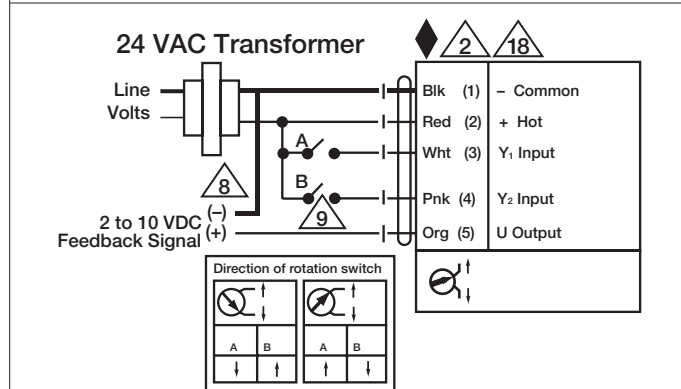 24 VAC Transformer
2
18
Line
Volts
Blk (1) – Common
Red (2) + Hot
A
Wht (3) Y₁ Input
8
B
Pnk (4) Y₂ Input
9
2 to 10 VDC (–)
Feedback Signal (+)
Org (5) U Output
Direction of rotation switch
A B A B